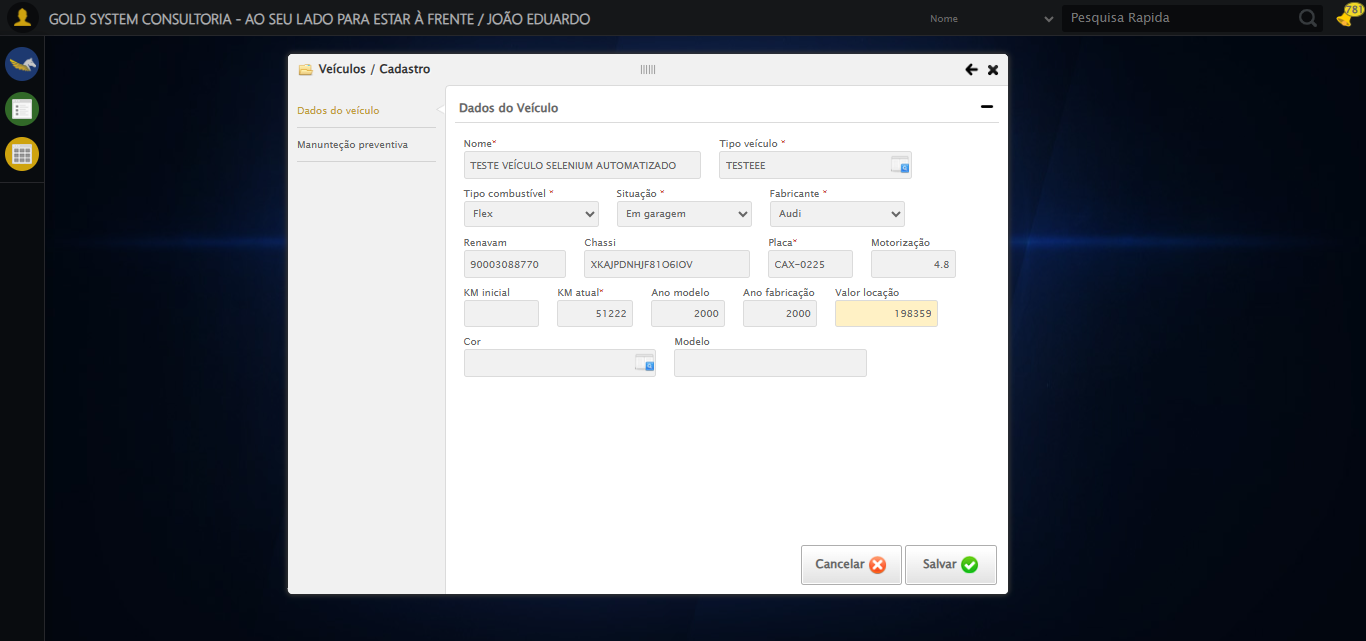 GOLD SYSTEM CONSULTORIA - AO SEU LADO PARA ESTAR À FRENTE / JOÃO EDUARDO
Nome
Pesquisa Rapida
781
Veículos / Cadastro
Dados do veículo
Manunteção preventiva
Dados do Veículo
Nome* Tipo veículo *
TESTE VEÍCULO SELENIUM AUTOMATIZADO TESTEEE
Tipo combustível * Situação * Fabricante *
Flex Em garagem Audi
Renavam Chassi Placa* Motorização
90003088770 XKAJPDNHJF81O6IOV CAX-0225 4.8
KM inicial KM atual* Ano modelo Ano fabricação Valor locação
51222 2000 2000 198359
Cor Modelo
Cancelar Salvar